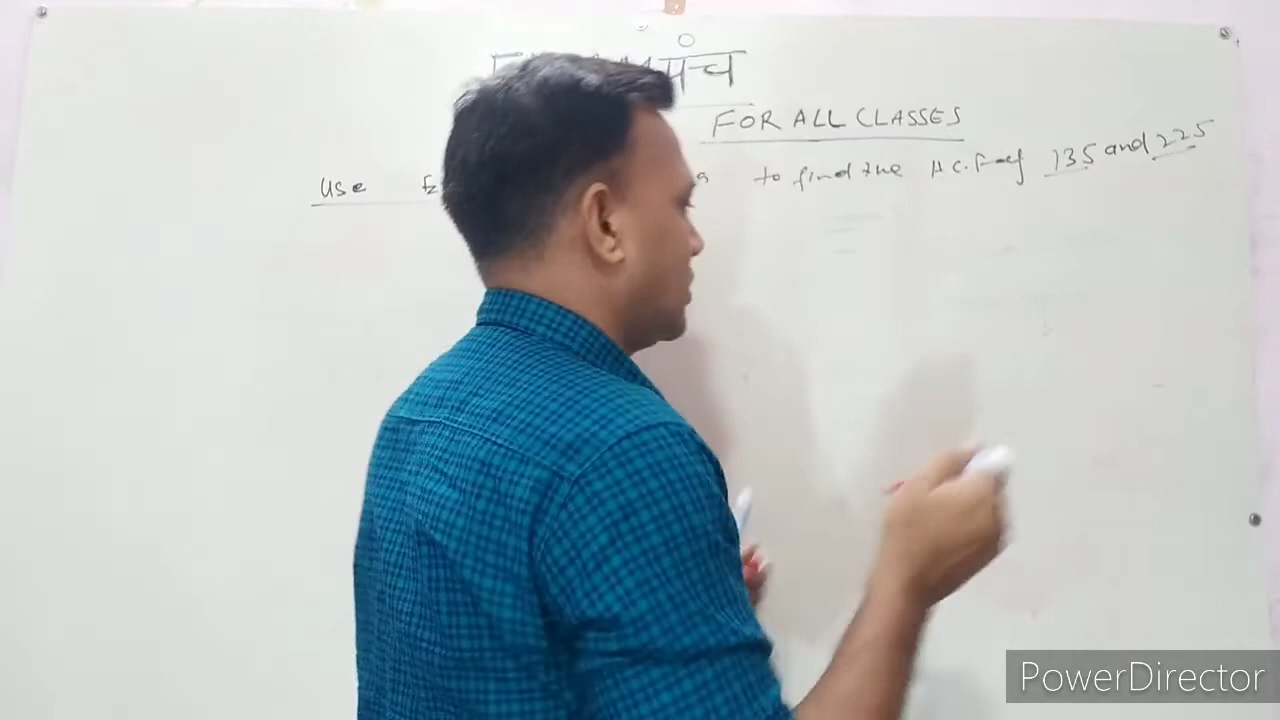 मंच
FOR ALL CLASSES
Use to find the H.C.F of 135 and 225
PowerDirector